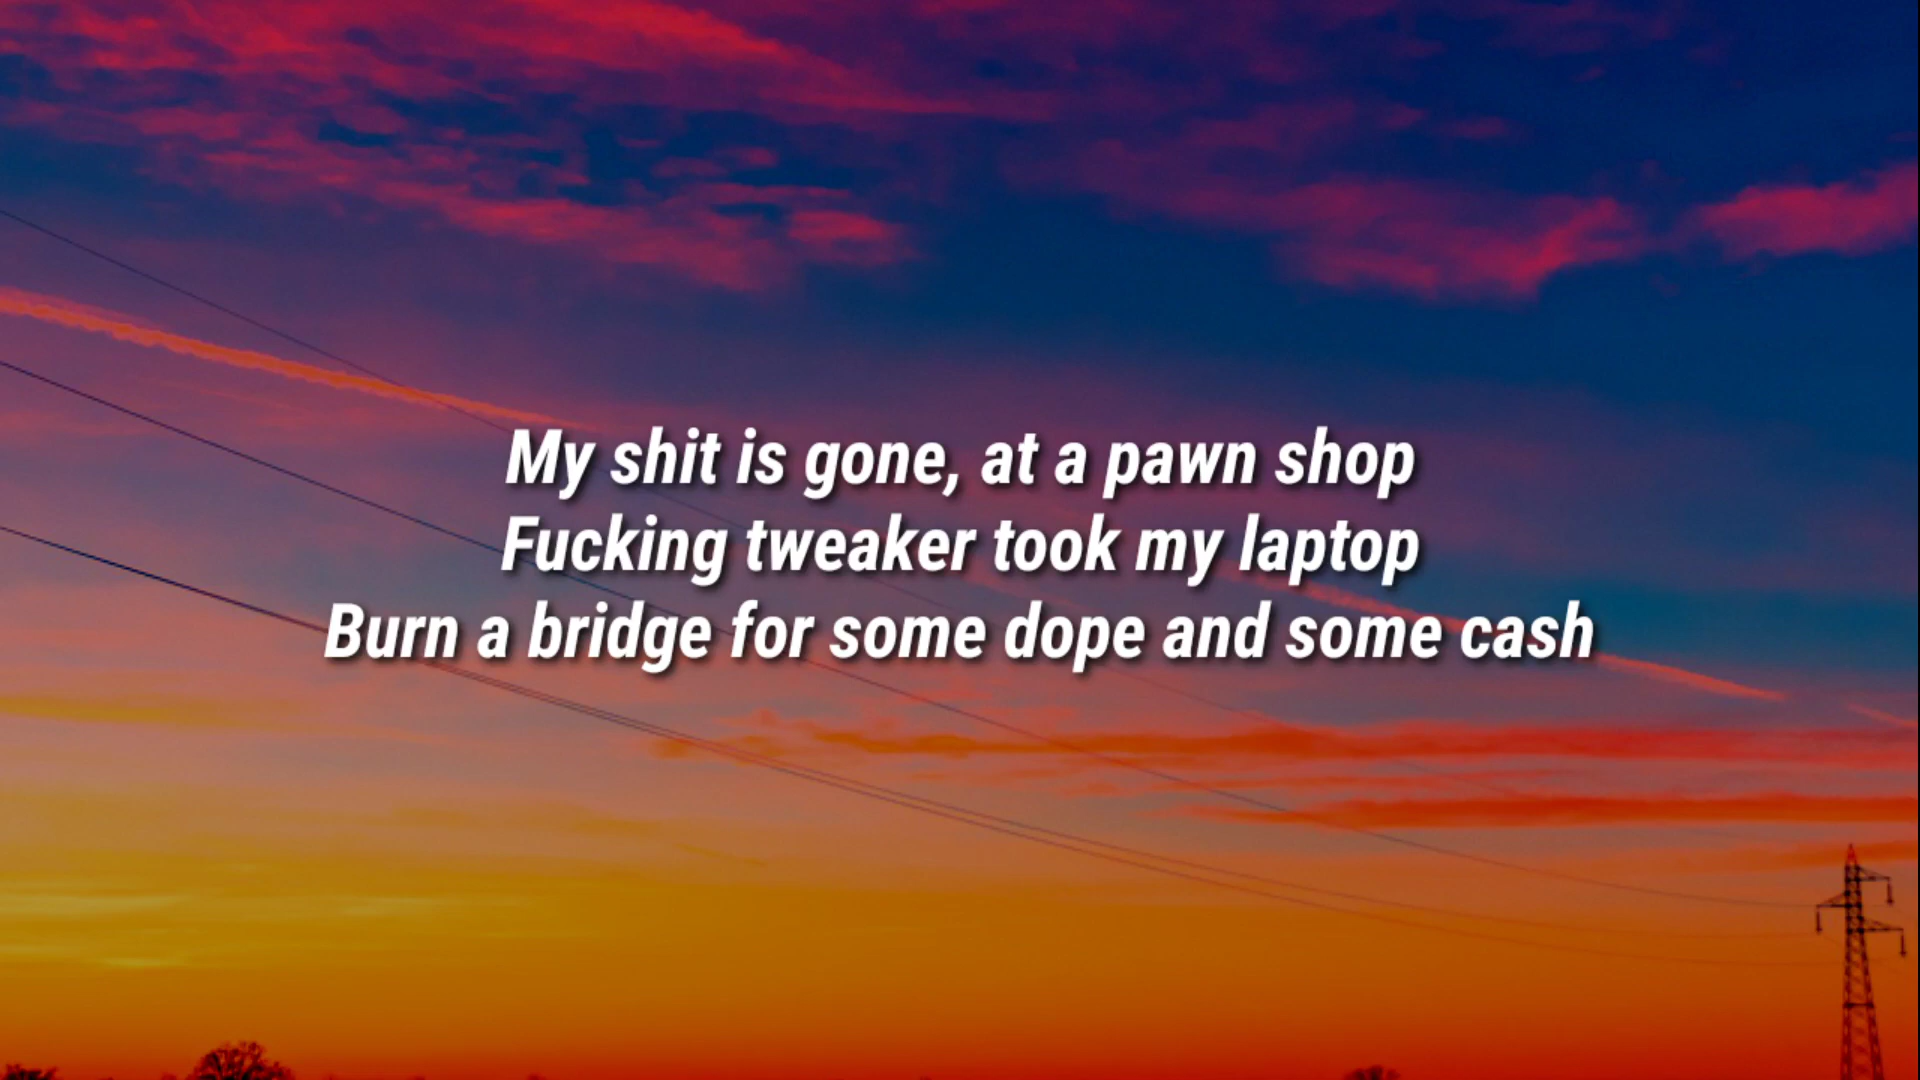 My shit is gone, at a pawn shop
Fucking tweaker took my laptop
Burn a bridge for some dope and some cash